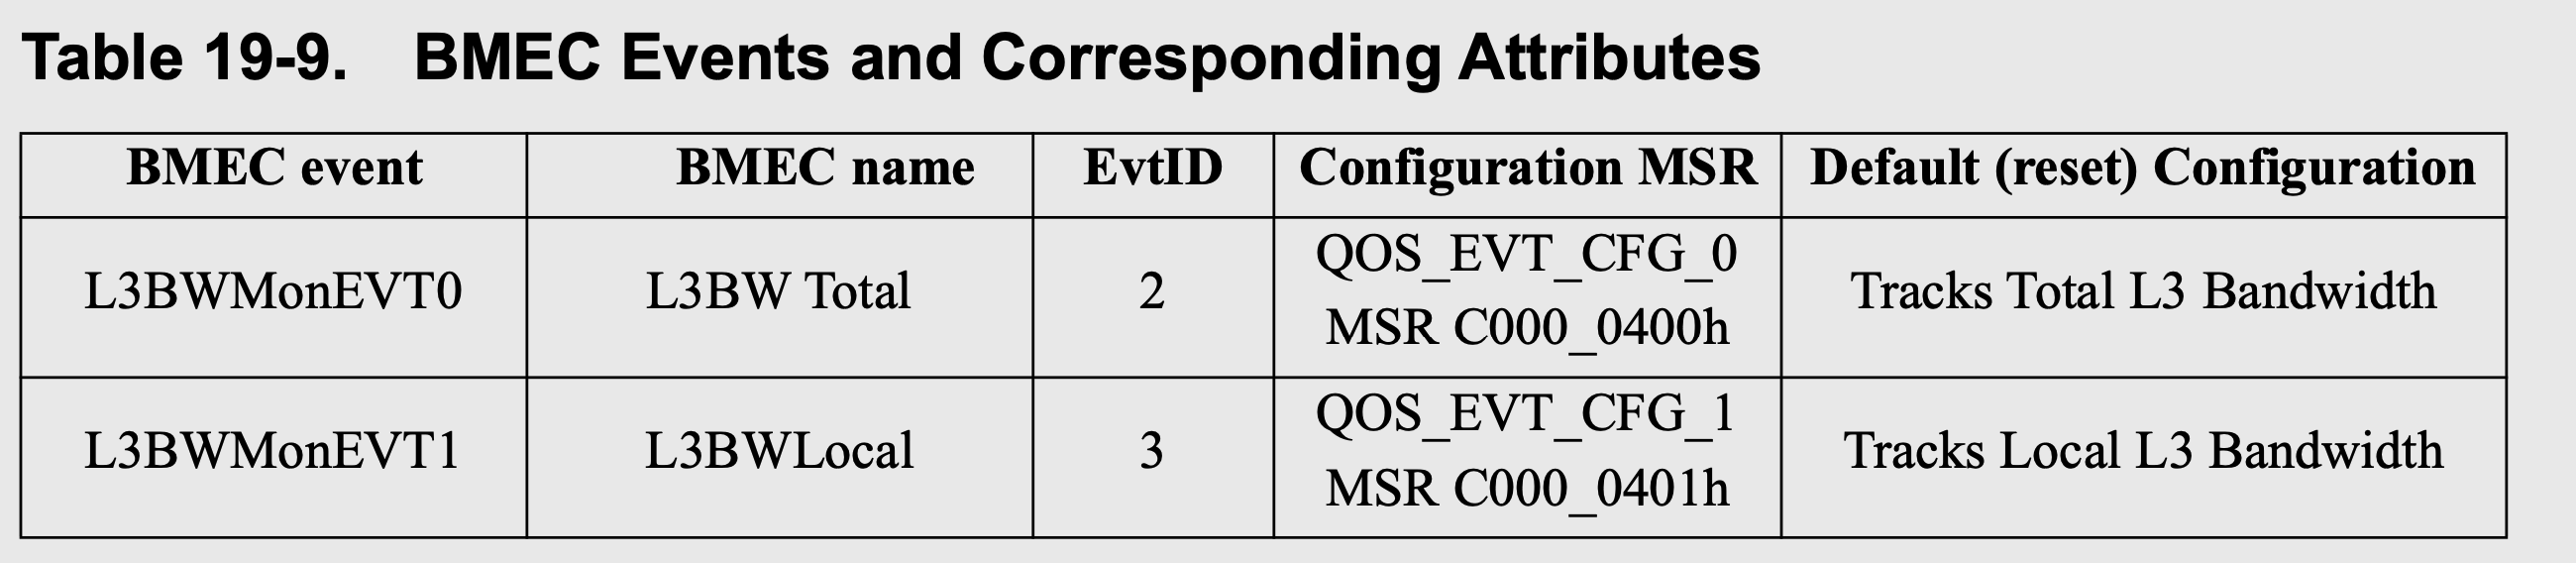 Table 19-9. BMEC Events and Corresponding Attributes
BMEC event BMEC name EvtID Configuration MSR Default (reset) Configuration
L3BWMonEVT0 L3BW Total 2 QOS_EVT_CFG_0 Tracks Total L3 Bandwidth
MSR C000_0400h
L3BWMonEVT1 L3BWLocal 3 QOS_EVT_CFG_1 Tracks Local L3 Bandwidth
MSR C000_0401h